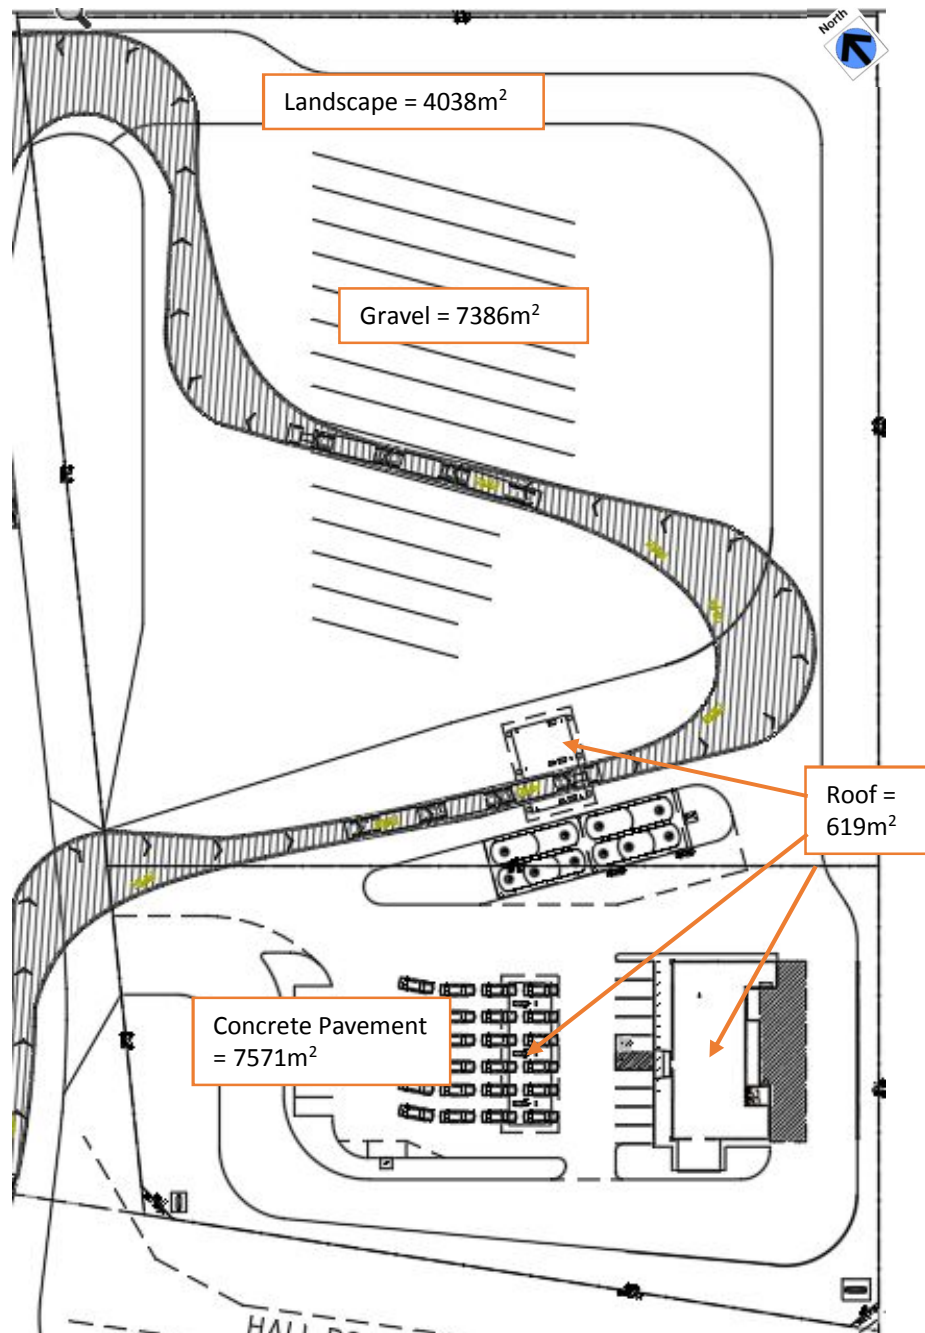 North
Landscape = 4038m²
Gravel = 7386m²
Roof =
619m²
Concrete Pavement
= 7571m²
HALL